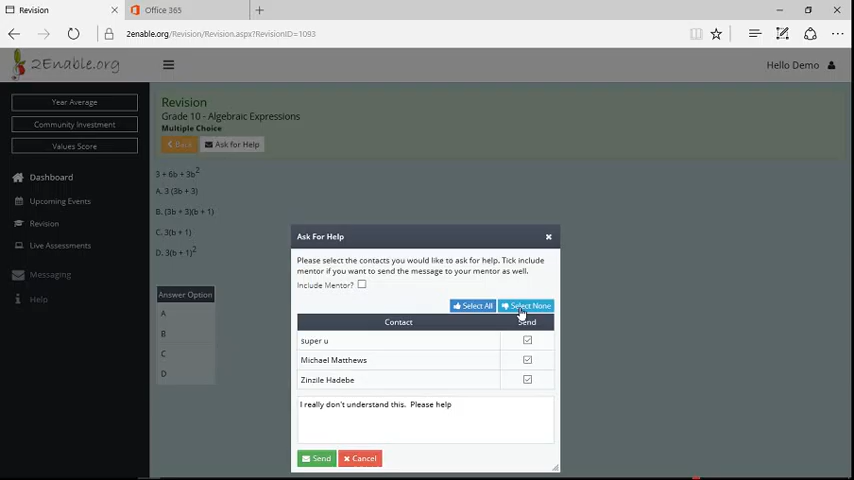 Revision
Office 365
2enable.org/Revision/Revision.aspx?RevisionID=1093
2Enable.org
Hello Demo
Year Average
Community Investment
Values Score
Dashboard
Upcoming Events
Revision
Live Assessments
Messaging
Help
Revision
Grade 10 - Algebraic Expressions
Multiple Choice
Back
Ask for Help
3 + 6b + 3b²
A. 3 (3b + 3)
B. (3b + 3)(b + 1)
C. 3(b + 1)
D. 3(b + 1)²
Answer Option
A
B
C
D
Ask For Help
Please select the contacts you would like to ask for help. Tick include
mentor if you want to send the message to your mentor as well.
Include Mentor?
Select All
Select None
Contact
Send
super u
Michael Matthews
Zinzile Hadebe
I really don't understand this. Please help
Send
Cancel